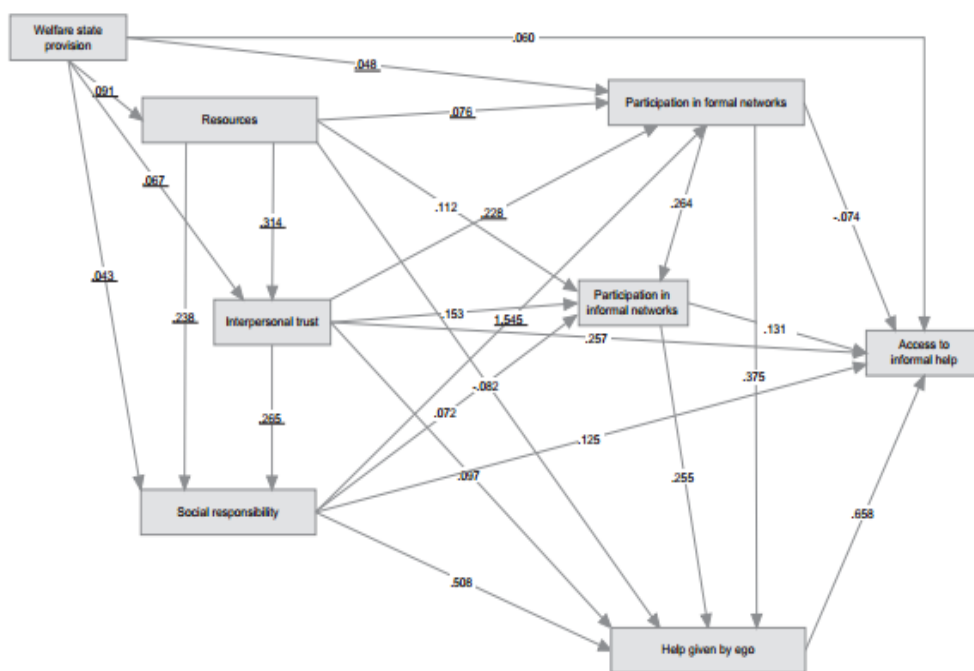 Welfare state
provision
.060
.048
.091
Participation in formal networks
.076
Resources
.067
.112
.228
.264
-.074
.314
.043
Participation in
informal networks
.153
1.545
.238
Interpersonal trust
.131
.257
Access to
informal help
.375
-.082
.072
.265
.125
.097
.255
Social responsibility
.658
.508
Help given by ego